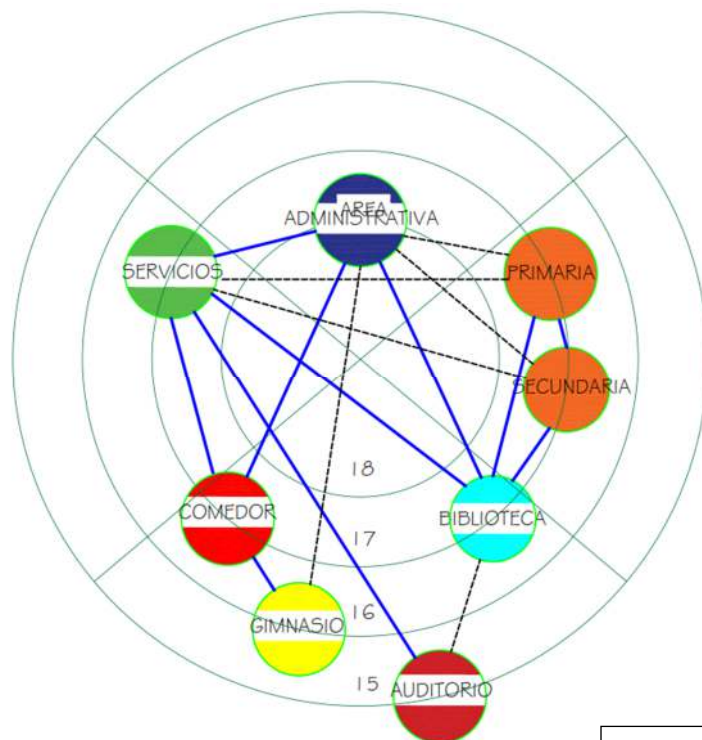 AREA
ADMINISTRATIVA
SERVICIOS
PRIMARIA
SECUNDARIA
18
COMEDOR
BIBLIOTECA
17
16
GIMNASIO
15
AUDITORIO